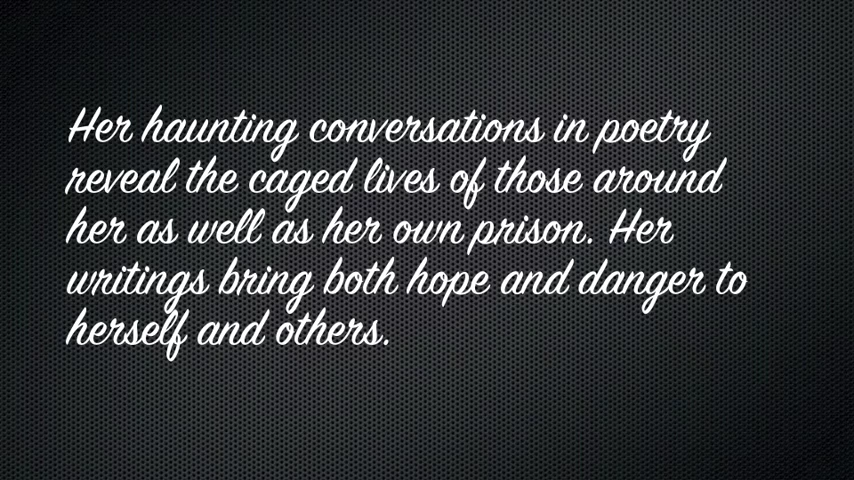 Her haunting conversations in poetry
reveal the caged lives of those around
her as well as her own prison. Her
writings bring both hope and danger to
herself and others.